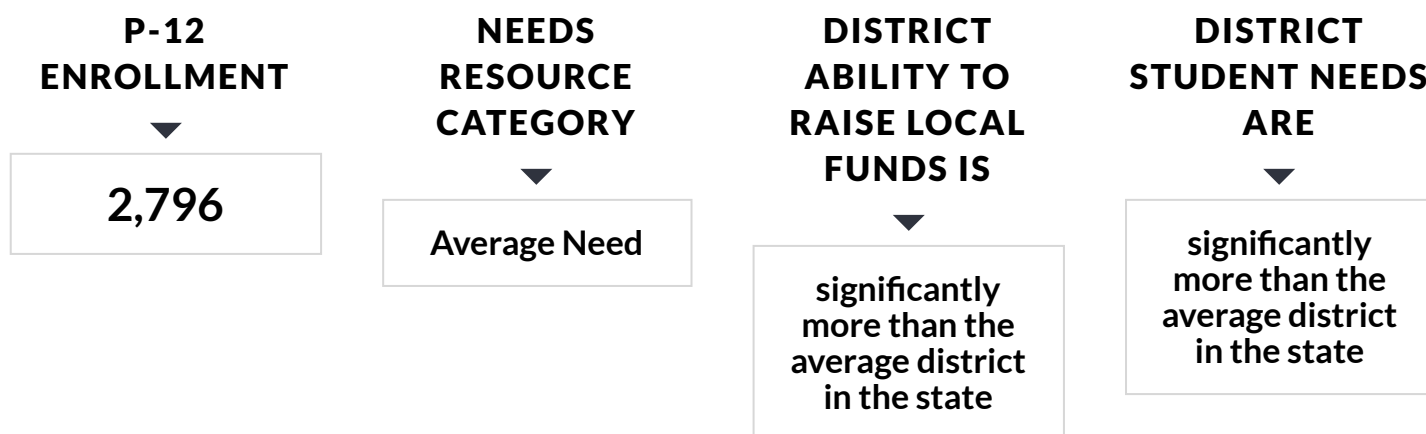 P-12
ENROLLMENT
2,796
NEEDS
RESOURCE
CATEGORY
Average Need
DISTRICT
ABILITY TO
RAISE LOCAL
FUNDS IS
significantly
more than the
average district
in the state
DISTRICT
STUDENT NEEDS
ARE
significantly
more than the
average district
in the state